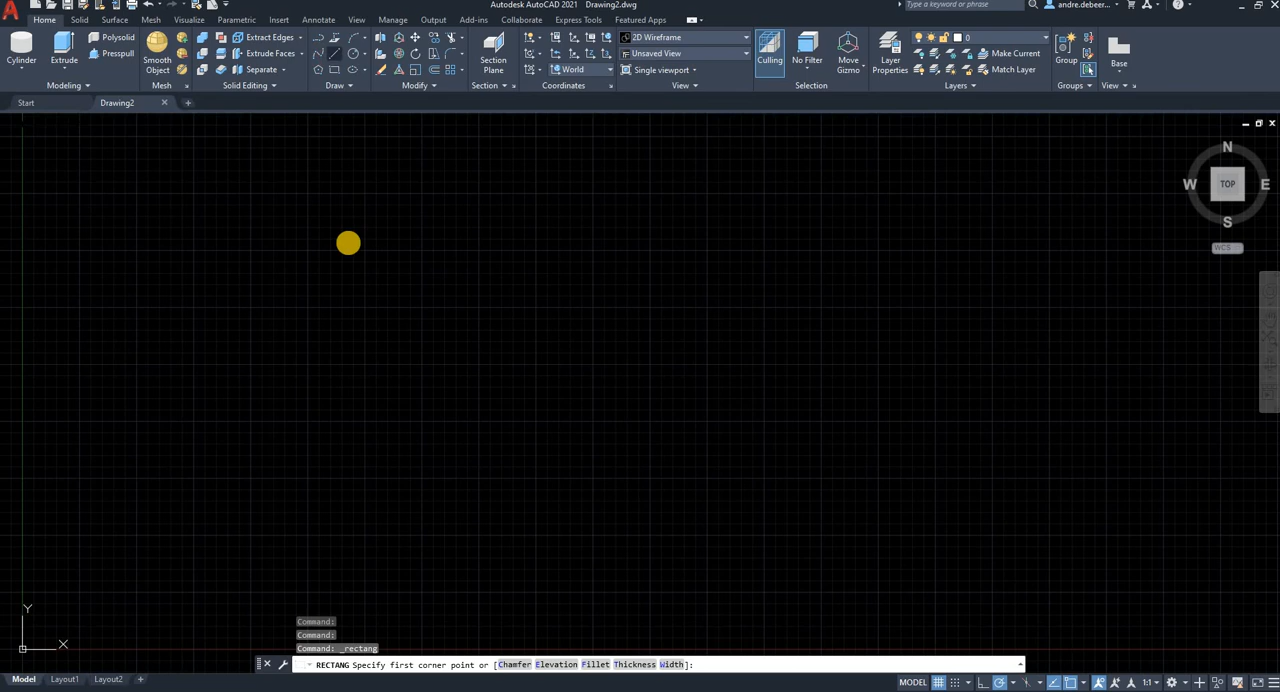 Autodesk AutoCAD 2021 Drawing2.dwg
Type a keyword or phrase
andre.debeer...
Home Solid Surface Mesh Visualize Parametric Insert Annotate View Manage Output Add-ins Collaborate Express Tools Featured Apps
Cylinder
Extrude
Polysolid
Presspull
Smooth
Object
Extract Edges
Extrude Faces
Separate
Section
Plane
World
2D Wireframe
Unsaved View
Single viewport
Culling
No Filter
Move
Gizmo
Layer
Properties
0
Make Current
Match Layer
Group
Base
Modeling
Mesh
Solid Editing
Draw
Modify
Section
Coordinates
View
Selection
Layers
Groups
View
Start
Drawing2
N
W
TOP
E
S
WCS
Y
X
Command:
Command:
Command: _rectang
RECTANG Specify first corner point or [Chamfer Elevation Fillet Thickness Width]:
Model Layout1 Layout2
MODEL
1:1